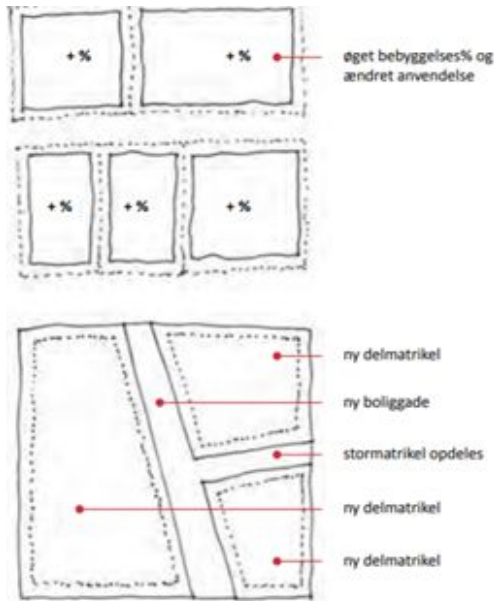 + %
+ %
øget bebyggelses% og
ændret anvendelse
+ %
+ %
+ %
ny delmatrikel
ny boliggade
stormatrikel opdeles
ny delmatrikel
ny delmatrikel